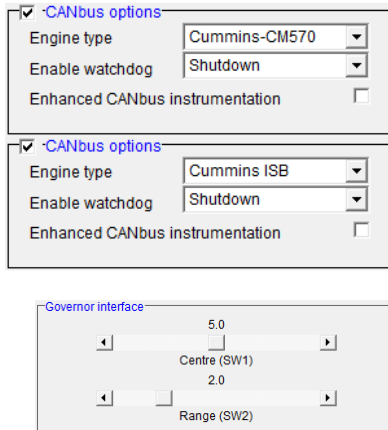 CANbus options
Engine type Cummins-CM570
Enable watchdog Shutdown
Enhanced CANbus instrumentation
CANbus options
Engine type Cummins ISB
Enable watchdog Shutdown
Enhanced CANbus instrumentation
Governor interface
5.0
Centre (SW1)
2.0
Range (SW2)